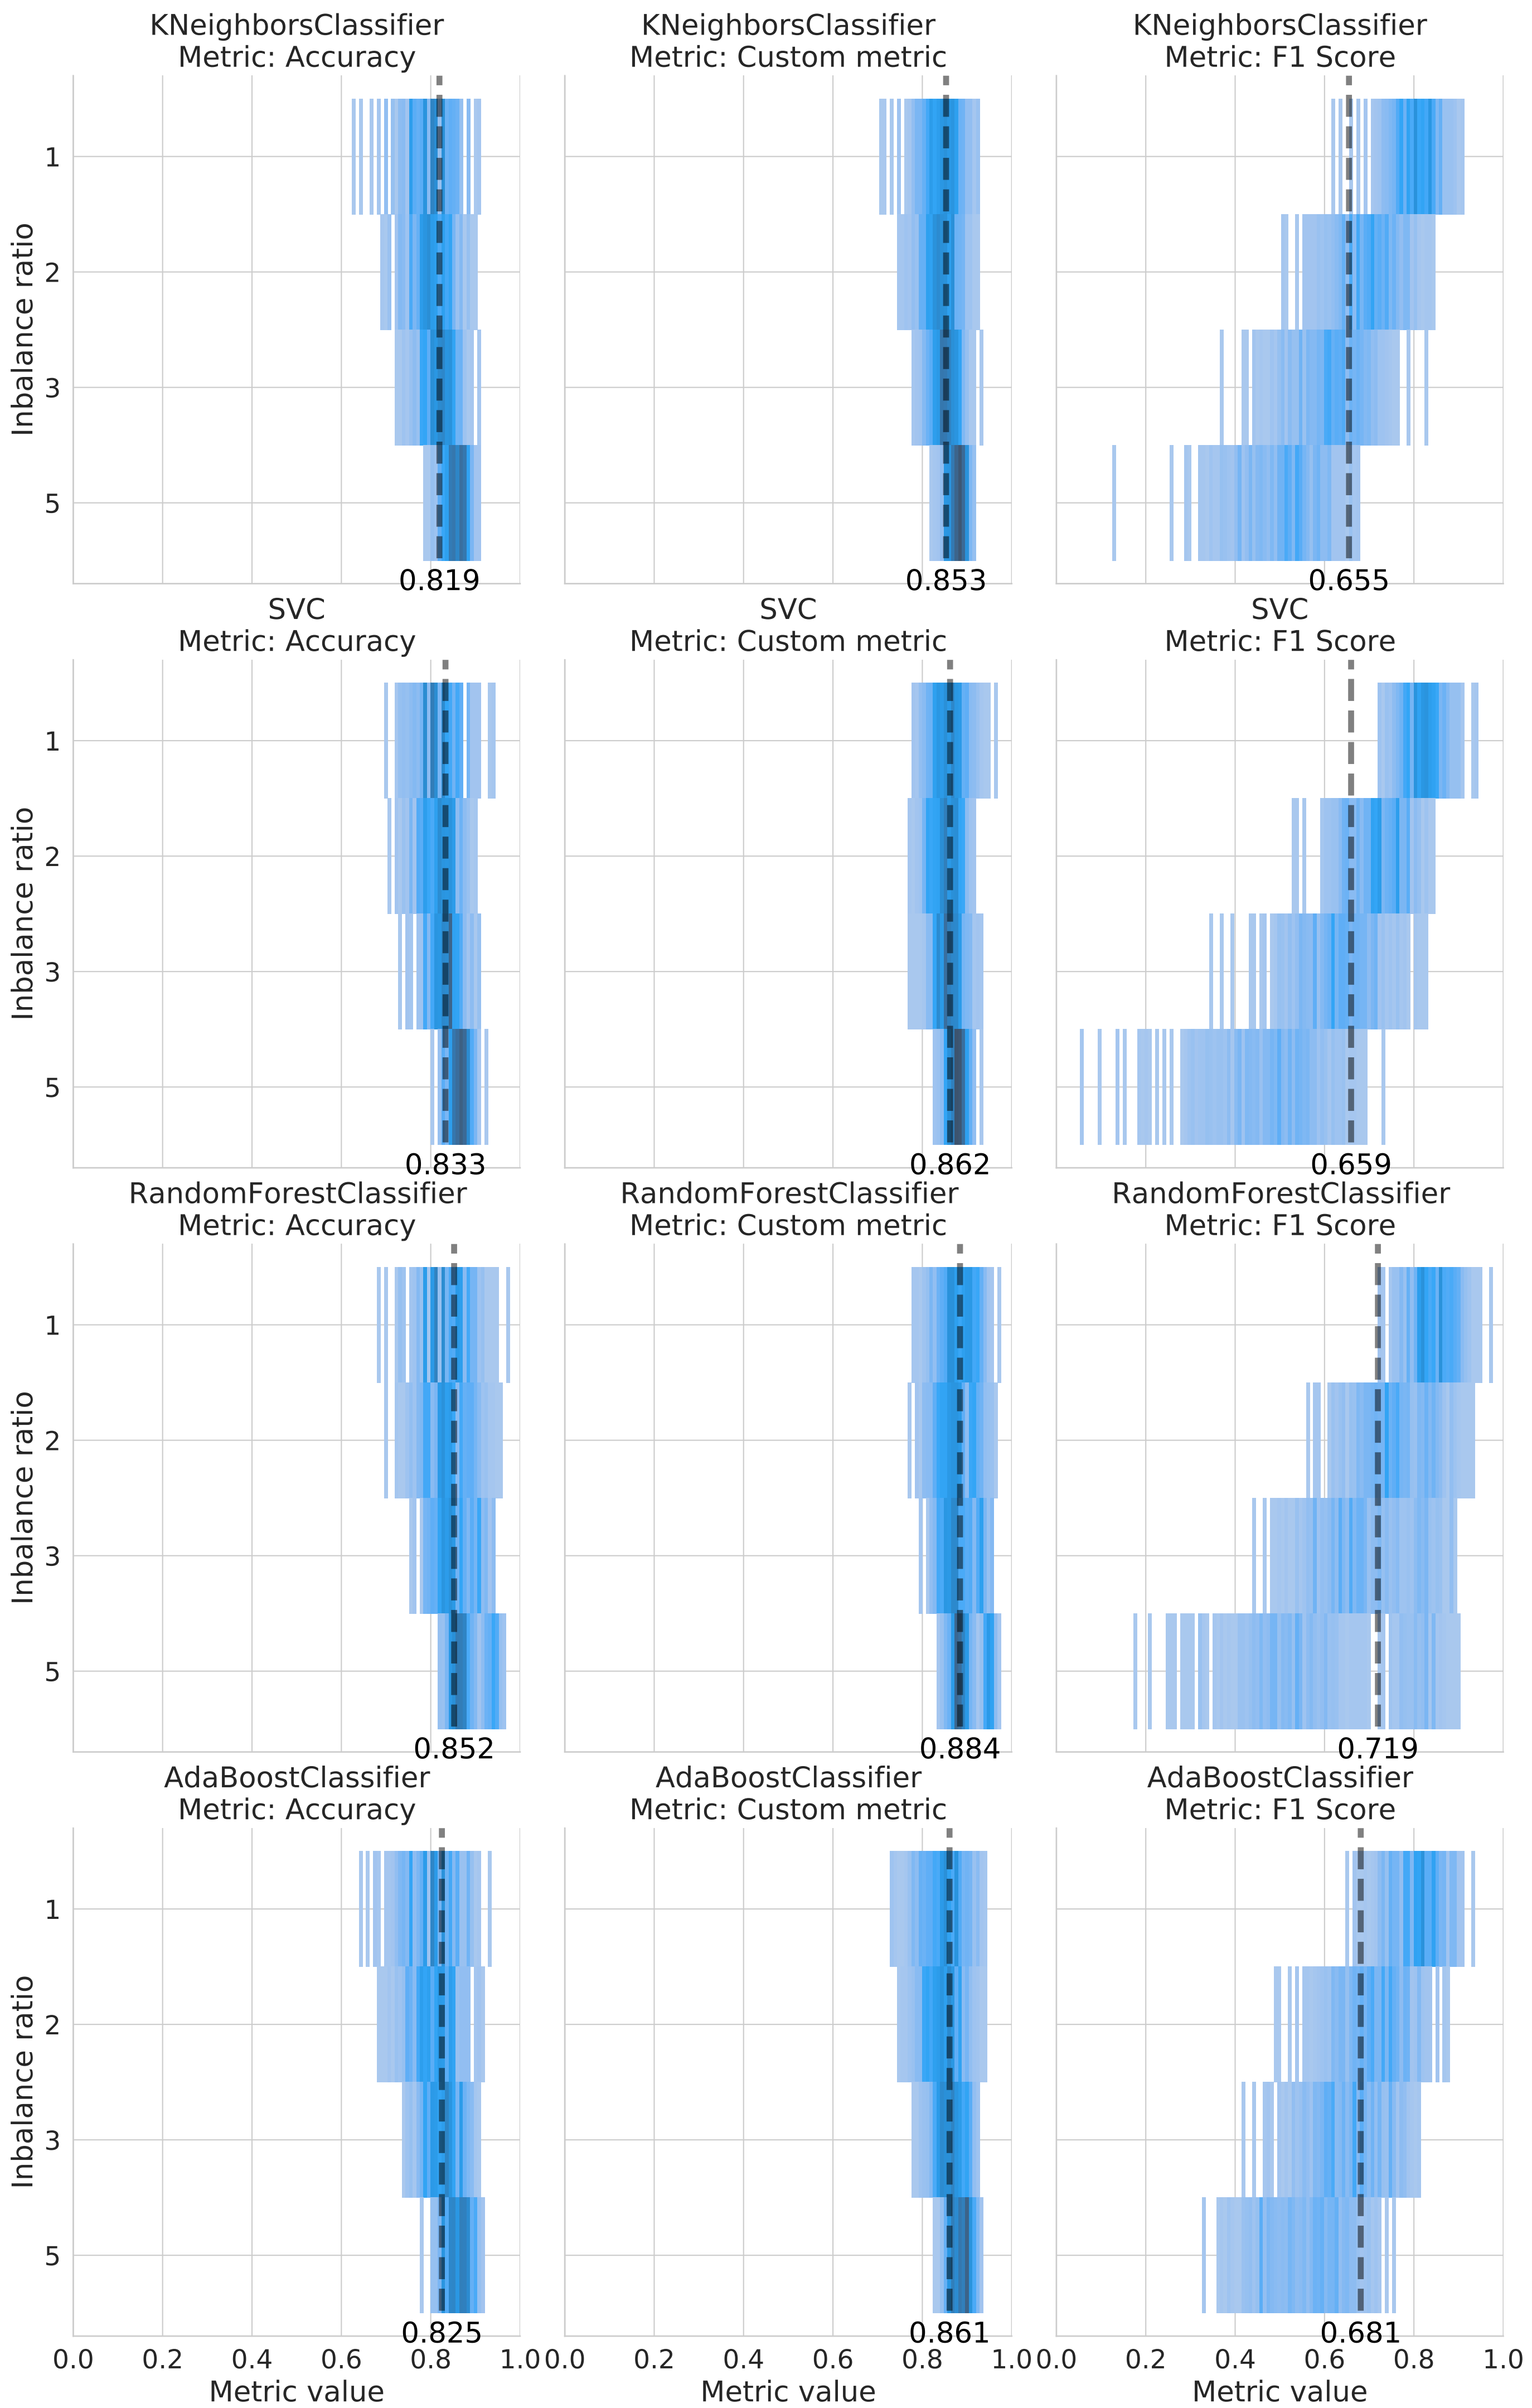 KNeighborsClassifier
Metric: Accuracy
KNeighborsClassifier
Metric: Custom metric
KNeighborsClassifier
Metric: F1 Score
Inbalance ratio
1
2
3
5
0.819
0.853
0.655
SVC
Metric: Accuracy
SVC
Metric: Custom metric
SVC
Metric: F1 Score
Inbalance ratio
1
2
3
5
0.833
0.862
0.659
RandomForestClassifier
Metric: Accuracy
RandomForestClassifier
Metric: Custom metric
RandomForestClassifier
Metric: F1 Score
Inbalance ratio
1
2
3
5
0.852
0.884
0.719
AdaBoostClassifier
Metric: Accuracy
AdaBoostClassifier
Metric: Custom metric
AdaBoostClassifier
Metric: F1 Score
Inbalance ratio
1
2
3
5
0.825
0.861
0.681
0.0 0.2 0.4 0.6 0.8 1.0
0.0 0.2 0.4 0.6 0.8 1.0
0.0 0.2 0.4 0.6 0.8 1.0
Metric value
Metric value
Metric value